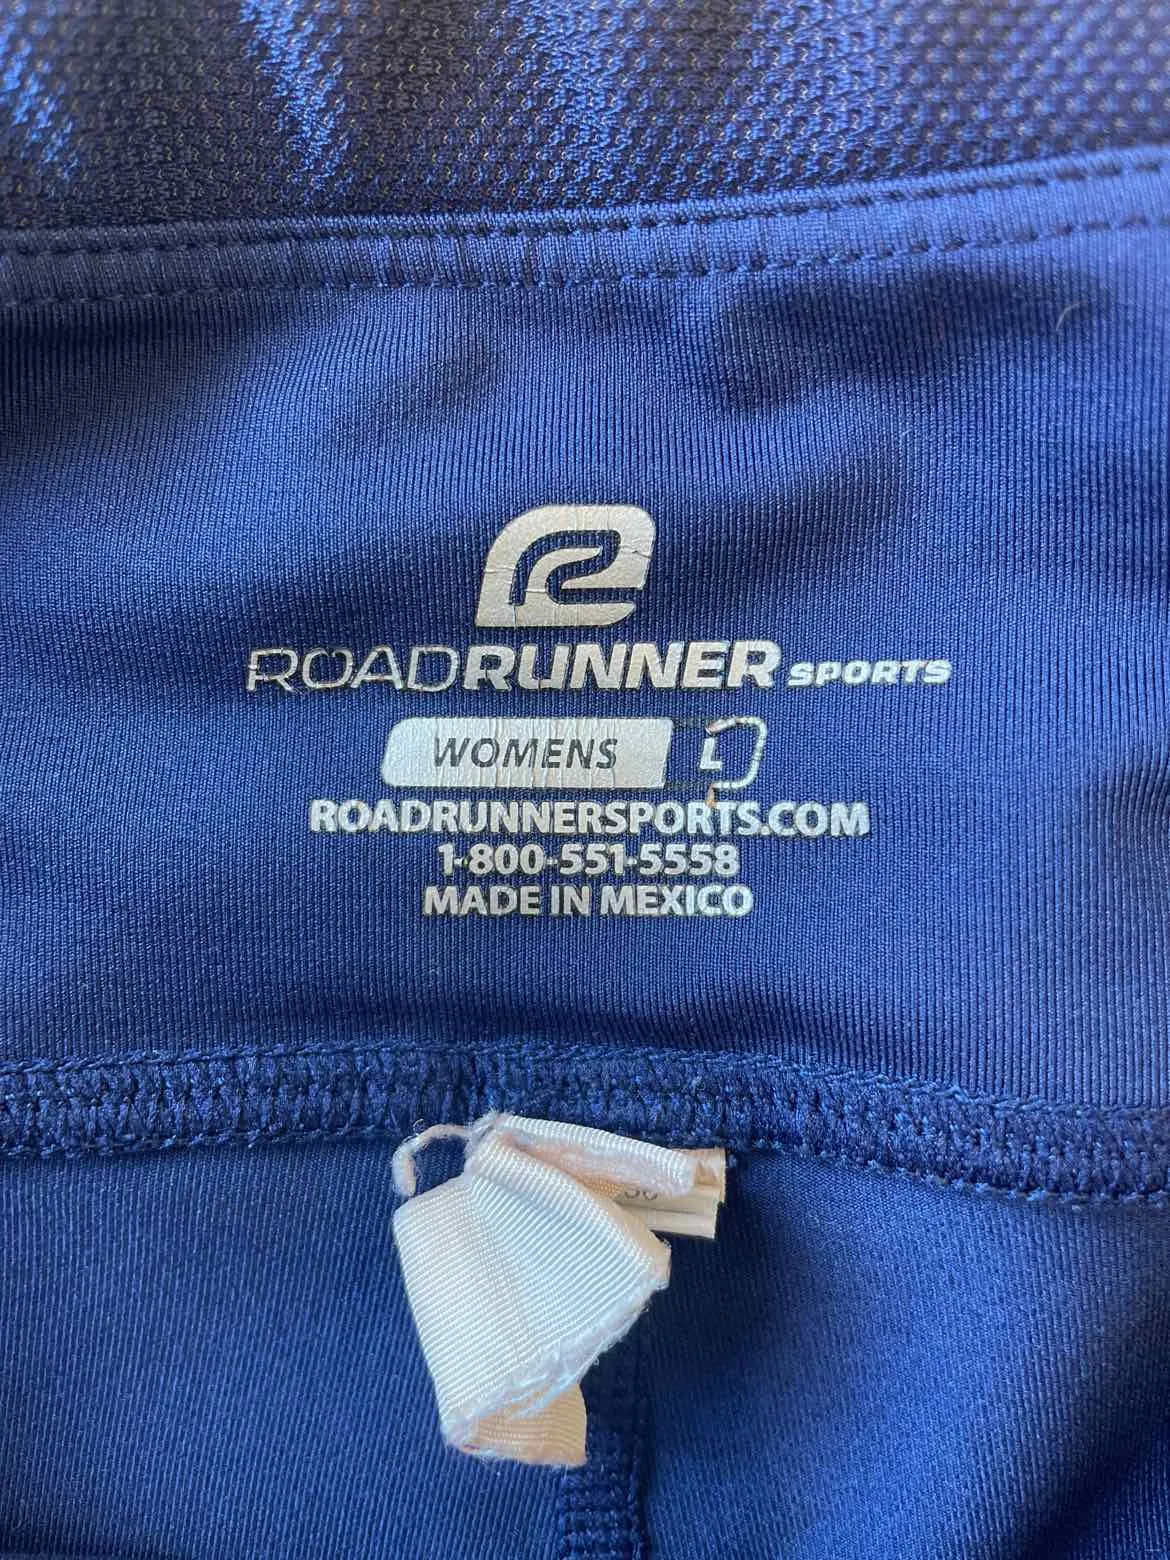 ROADRUNNER SPORTS
WOMENS L
ROADRUNNERSPORTS.COM
1-800-551-5558
MADE IN MEXICO